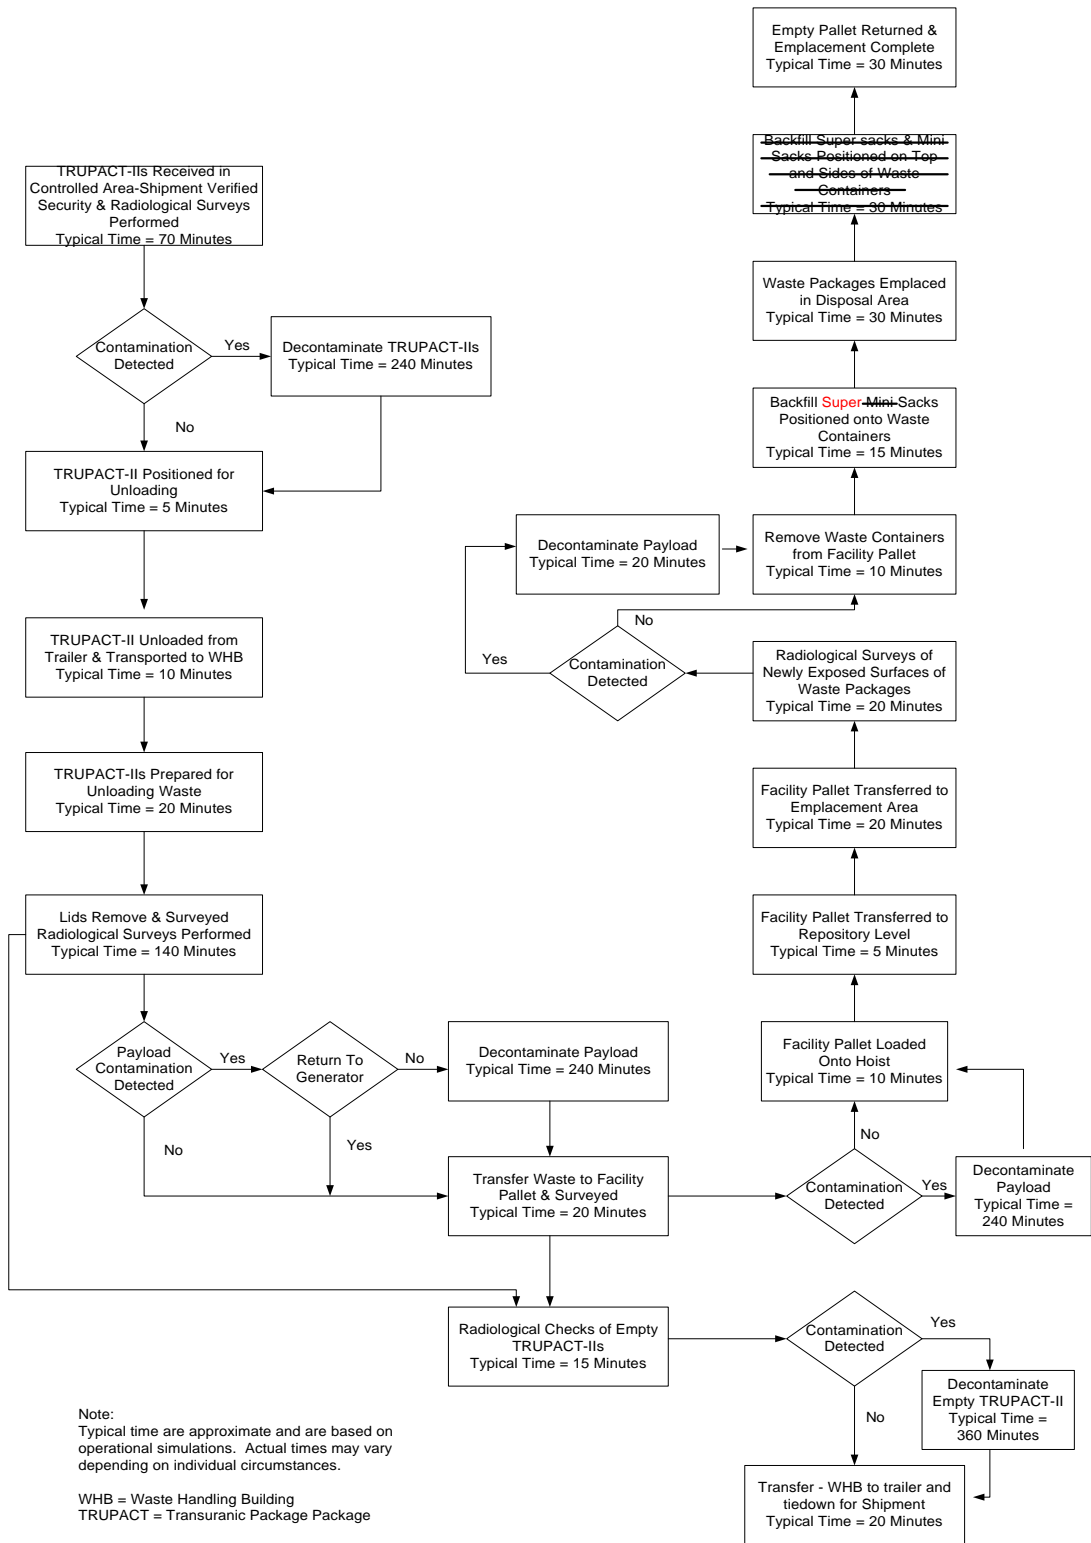 TRUPACT-IIs Received in
Controlled Area-Shipment Verified
Security & Radiological Surveys
Performed
Typical Time = 70 Minutes
Contamination
Detected
Yes
Decontaminate TRUPACT-IIs
Typical Time = 240 Minutes
No
TRUPACT-II Positioned for
Unloading
Typical Time = 5 Minutes
TRUPACT-II Unloaded from
Trailer & Transported to WHB
Typical Time = 10 Minutes
TRUPACT-IIs Prepared for
Unloading Waste
Typical Time = 20 Minutes
Lids Remove & Surveyed
Radiological Surveys Performed
Typical Time = 140 Minutes
Payload
Contamination
Detected
Yes
Return To
Generator
No
Decontaminate Payload
Typical Time = 240 Minutes
No
Yes
Transfer Waste to Facility
Pallet & Surveyed
Typical Time = 20 Minutes
Radiological Checks of Empty
TRUPACT-IIs
Typical Time = 15 Minutes
Contamination
Detected
Yes
Decontaminate
Empty TRUPACT-II
Typical Time =
360 Minutes
No
Transfer - WHB to trailer and
tiedown for Shipment
Typical Time = 20 Minutes
Contamination
Detected
Yes
Decontaminate
Payload
Typical Time =
240 Minutes
No
Facility Pallet Loaded
Onto Hoist
Typical Time = 10 Minutes
Facility Pallet Transferred to
Repository Level
Typical Time = 5 Minutes
Facility Pallet Transferred to
Emplacement Area
Typical Time = 20 Minutes
Radiological Surveys of
Newly Exposed Surfaces of
Waste Packages
Typical Time = 20 Minutes
Contamination
Detected
Yes
No
Decontaminate Payload
Typical Time = 20 Minutes
Remove Waste Containers
from Facility Pallet
Typical Time = 10 Minutes
Backfill Super Mini Sacks
Positioned onto Waste
Containers
Typical Time = 15 Minutes
Waste Packages Emplaced
in Disposal Area
Typical Time = 30 Minutes
Backfill Super sacks & Mini
Sacks Positioned on Top
and Sides of Waste
Containers
Typical Time = 30 Minutes
Empty Pallet Returned &
Emplacement Complete
Typical Time = 30 Minutes
Note:
Typical time are approximate and are based on
operational simulations. Actual times may vary
depending on individual circumstances.
WHB = Waste Handling Building
TRUPACT = Transuranic Package Package